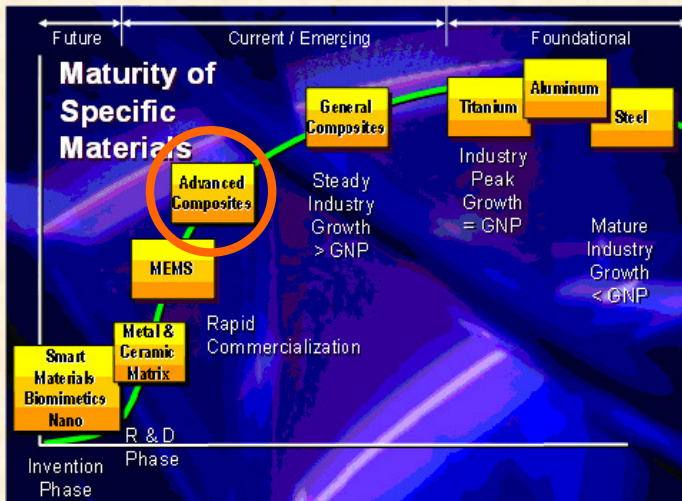 Future
Current / Emerging
Foundational
Maturity of
Specific
Materials
General
Composites
Titanium
Aluminum
Steel
Advanced
Composites
Steady
Industry
Growth
> GNP
Industry
Peak
Growth
= GNP
Mature
Industry
Growth
< GNP
MEMS
Rapid
Commercialization
Metal &
Ceramic
Matrix
Smart
Materials
Biomimetics
Nano
R & D
Phase
Invention
Phase